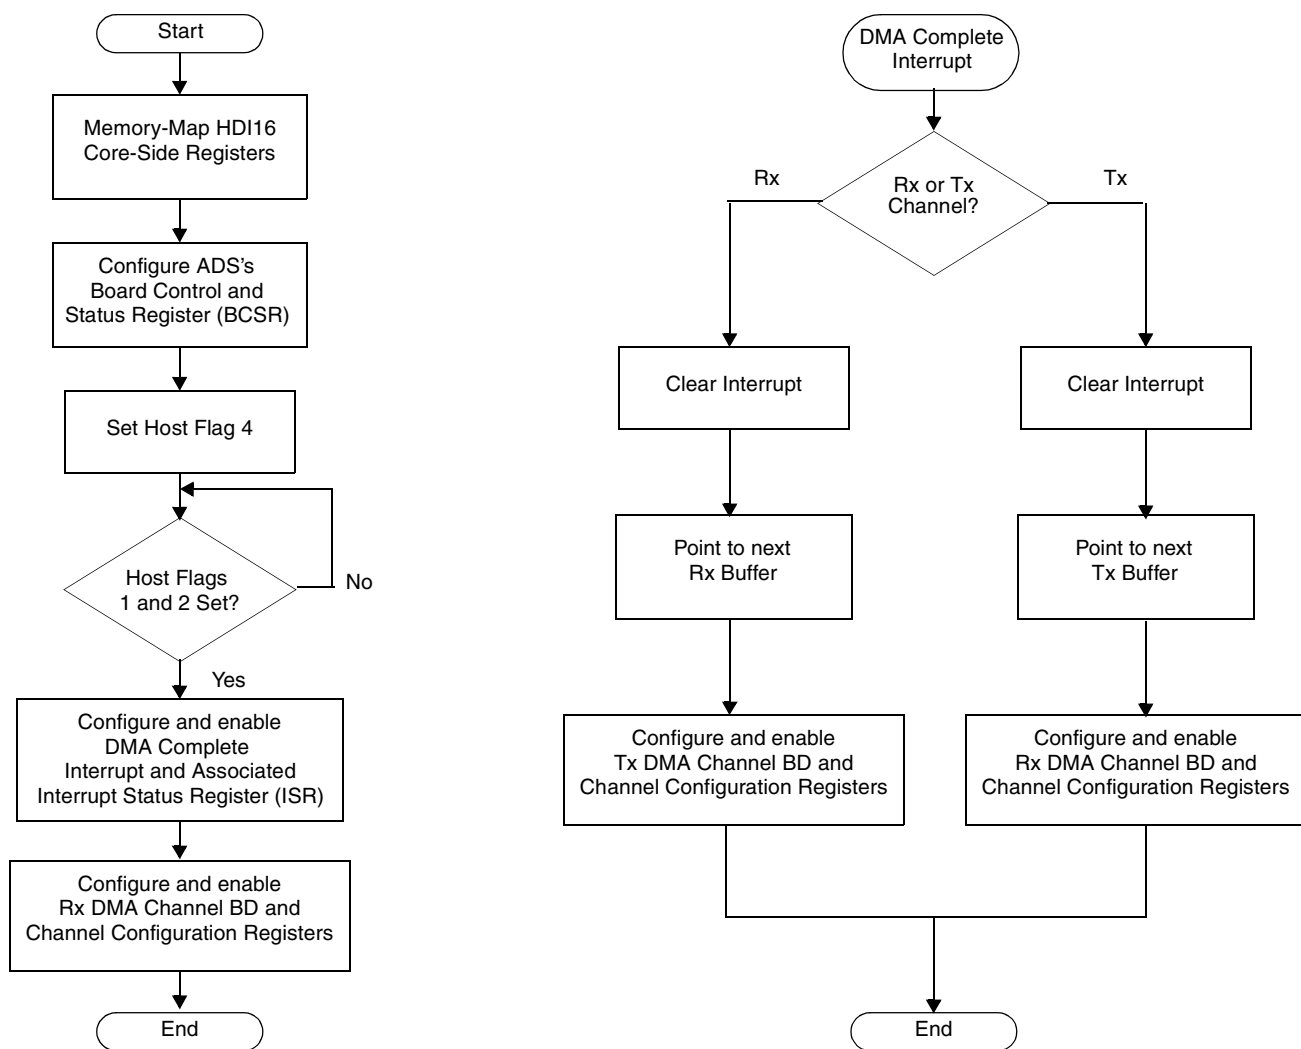 Start
Memory-Map HDI16
Core-Side Registers
Configure ADS's
Board Control and
Status Register (BCSR)
Set Host Flag 4
Host Flags
1 and 2 Set?
No
Yes
Configure and enable
DMA Complete
Interrupt and Associated
Interrupt Status Register (ISR)
Configure and enable
Rx DMA Channel BD and
Channel Configuration Registers
End
DMA Complete
Interrupt
Rx or Tx
Channel?
Rx
Tx
Clear Interrupt
Point to next
Rx Buffer
Configure and enable
Tx DMA Channel BD and
Channel Configuration Registers
Clear Interrupt
Point to next
Tx Buffer
Configure and enable
Rx DMA Channel BD and
Channel Configuration Registers
End